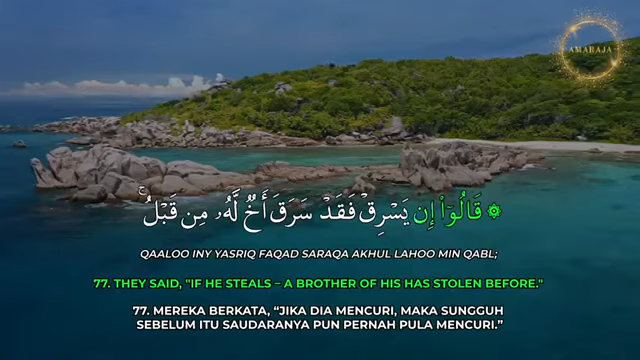 AMARAJA
۞ قَالُوٓا۟ إِن يَسْرِقْ فَقَدْ سَرَقَ أَخٌ لَّهُۥ مِن قَبْلُ ۚ
QAALOO INY YASRIQ FAQAD SARAQA AKHUL LAHOO MIN QABL;
77. THEY SAID, "IF HE STEALS – A BROTHER OF HIS HAS STOLEN BEFORE."
77. MEREKA BERKATA, “JIKA DIA MENCURI, MAKA SUNGGUH
SEBELUM ITU SAUDARANYA PUN PERNAH PULA MENCURI.”